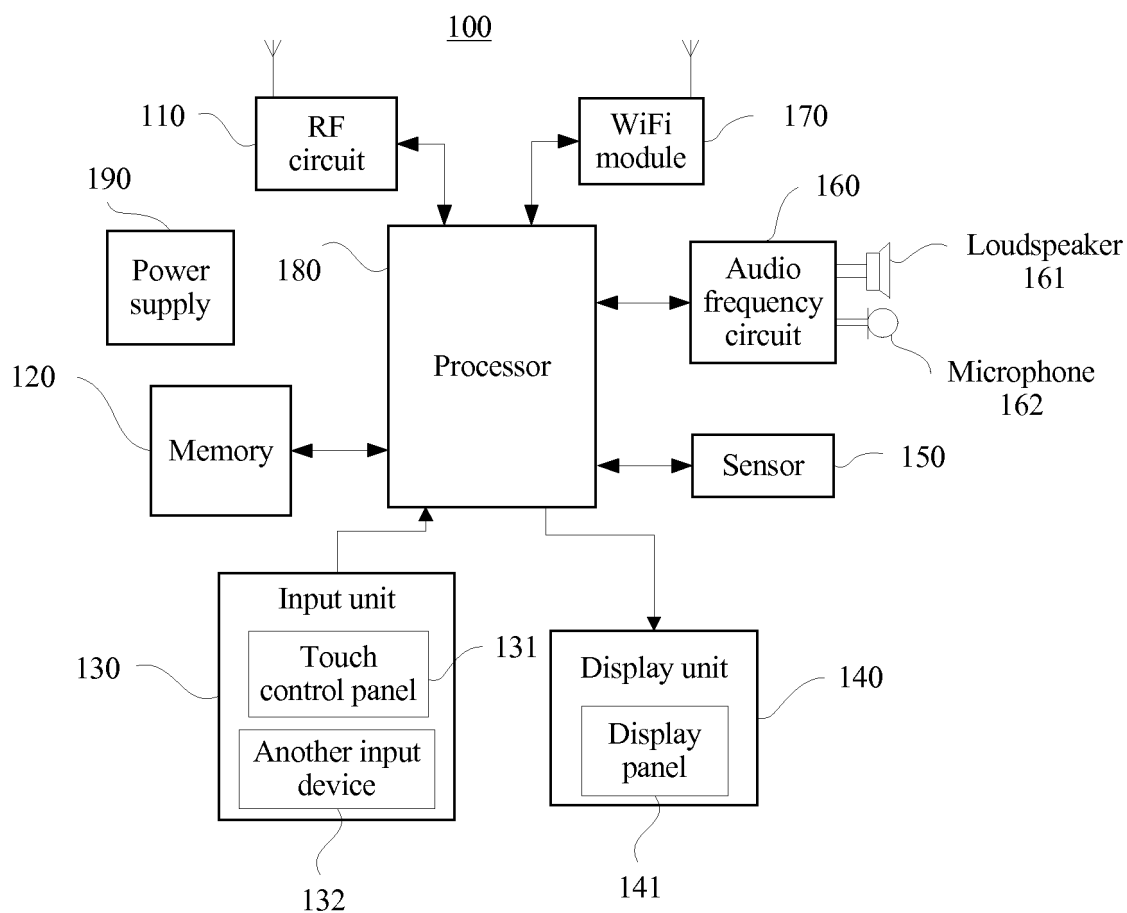 100
110
RF
circuit
WiFi
module
170
190
160
Power
supply
180
Audio
frequency
circuit
Loudspeaker
161
Processor
Microphone
162
120
Memory
Sensor
150
Input unit
130
Touch
control panel
131
Another input
device
132
Display unit
140
Display
panel
141